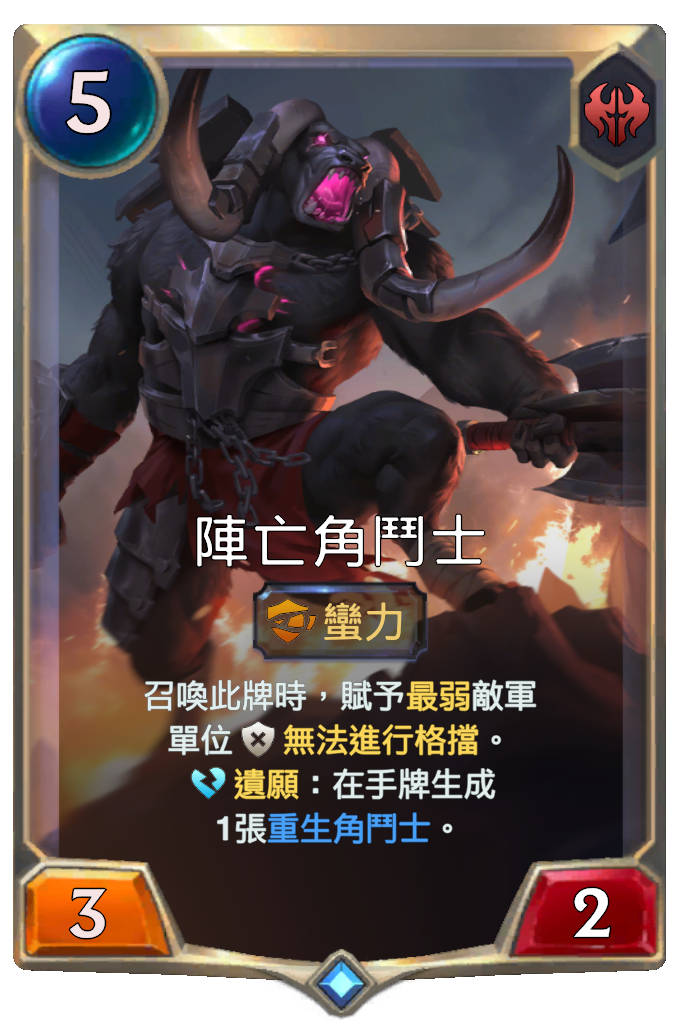 5
陣亡角鬥士
蠻力
召喚此牌時，賦予最弱敵軍
單位 無法進行格擋。
遺願：在手牌生成
1張重生角鬥士。
3
2